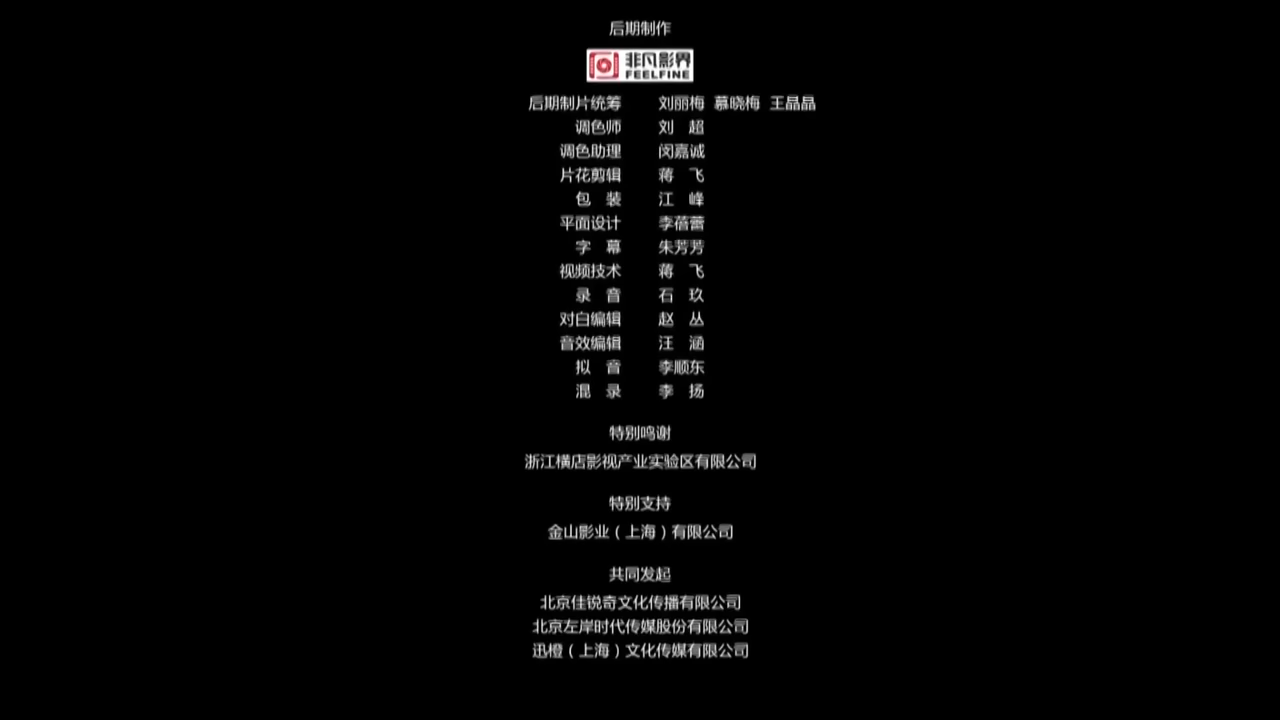 后期制作
非凡影界
FEELFINE
后期制片统筹 刘丽梅 慕晓梅 王晶晶
调色师 刘 超
调色助理 闵嘉诚
片花剪辑 蒋 飞
包 装 江 峰
平面设计 李蓓蕾
字 幕 朱芳芳
视频技术 蒋 飞
录 音 石 玖
对白编辑 赵 丛
音效编辑 汪 涵
拟 音 李顺东
混 录 李 扬
特别鸣谢
浙江横店影视产业实验区有限公司
特别支持
金山影业（上海）有限公司
共同发起
北京佳锐奇文化传播有限公司
北京左岸时代传媒股份有限公司
迅橙（上海）文化传媒有限公司